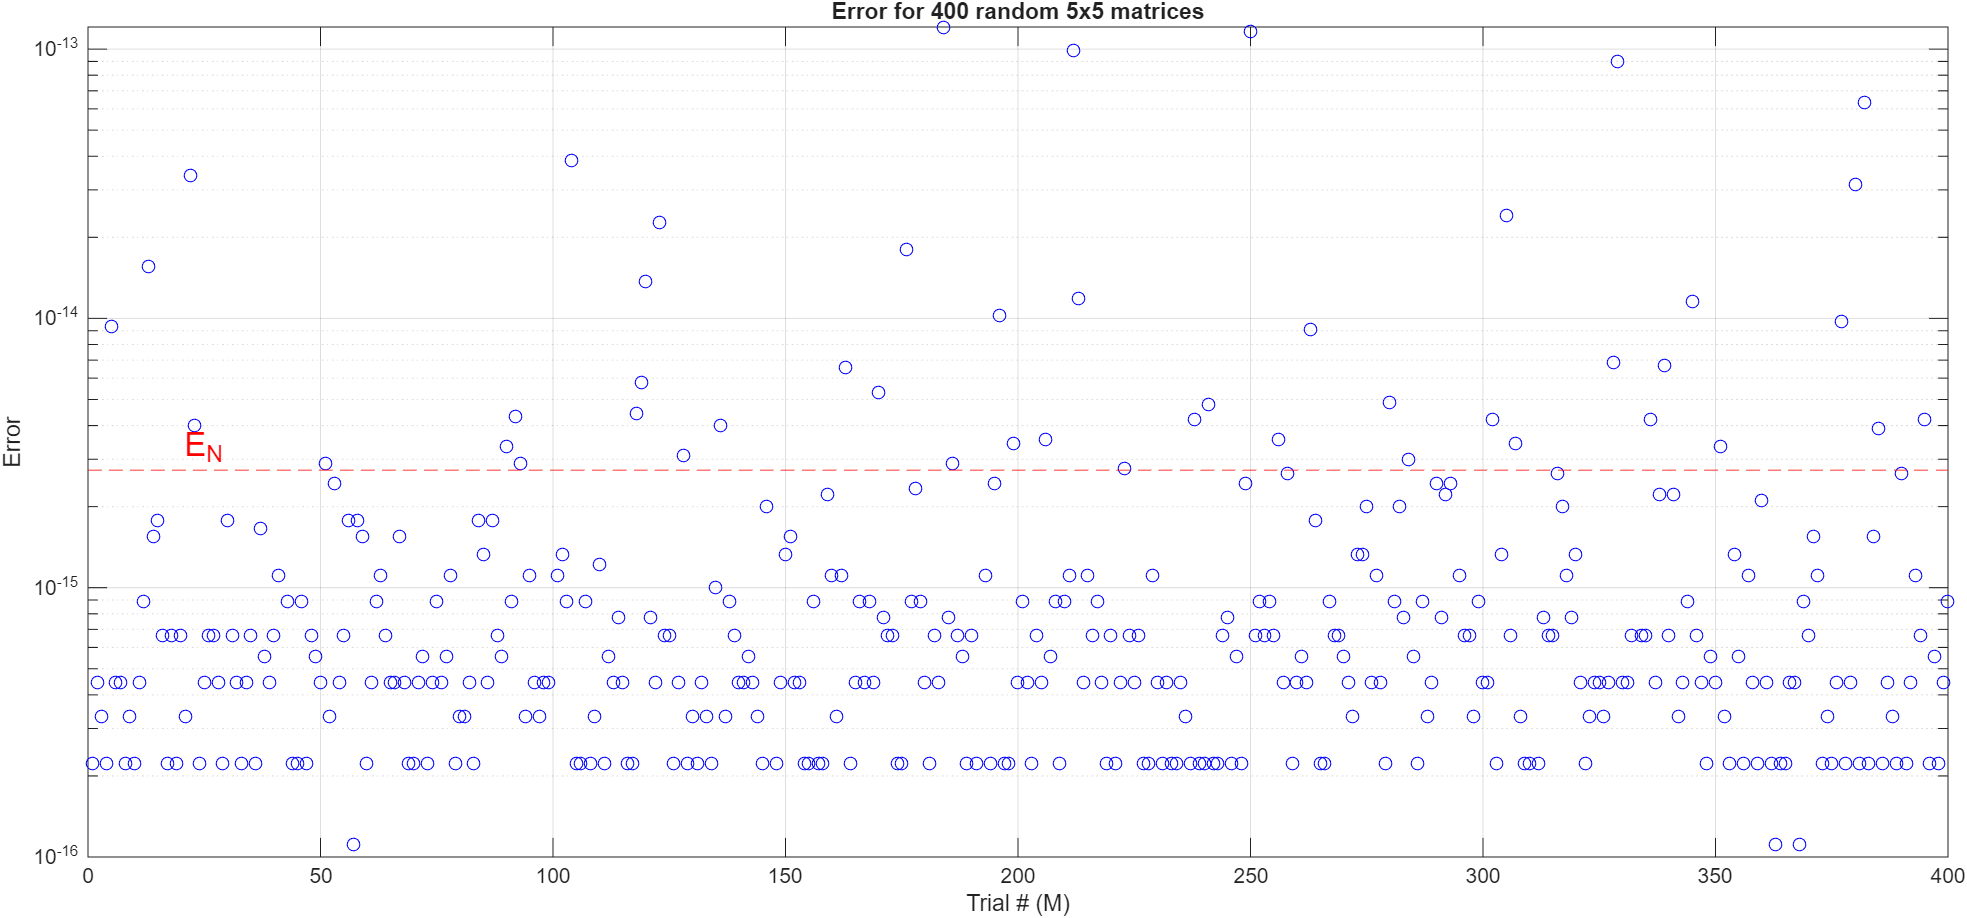 Error for 400 random 5x5 matrices
10^-13
10^-14
10^-15
10^-16
Error
E_N
0 50 100 150 200 250 300 350 400
Trial # (M)